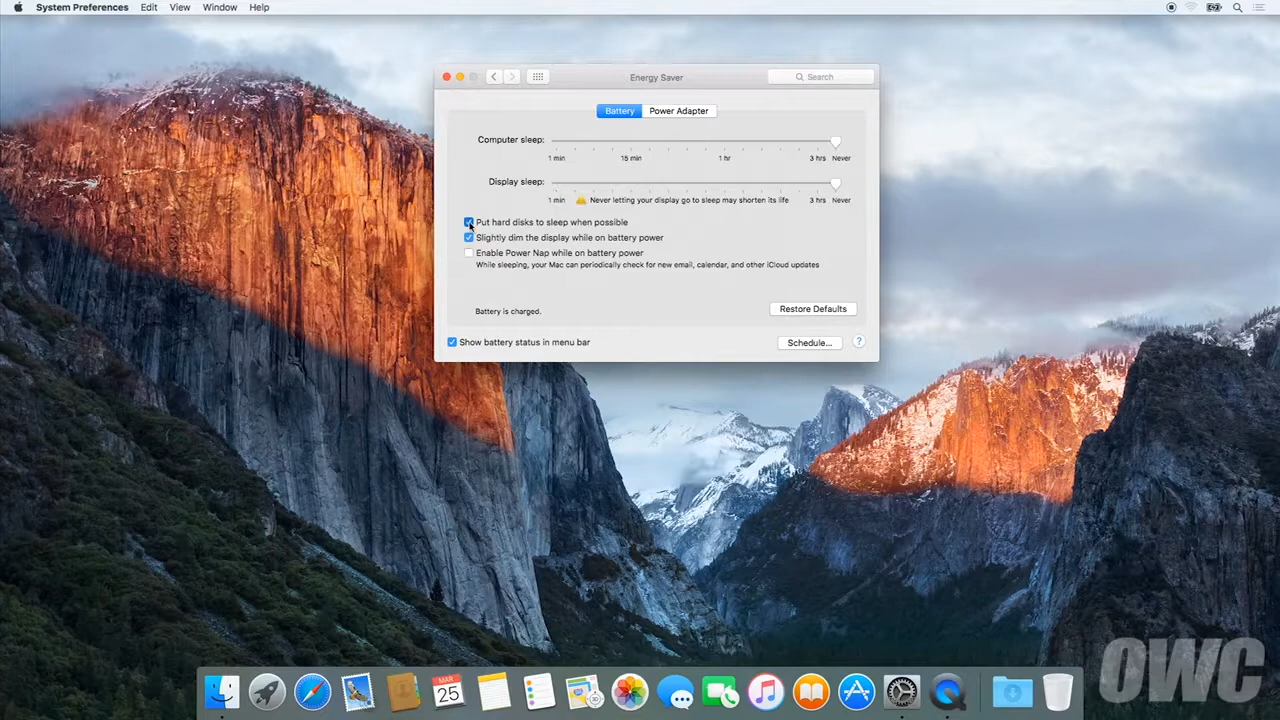 System Preferences Edit View Window Help
Energy Saver
Search
Battery Power Adapter
Computer sleep:
1 min 15 min 1 hr 3 hrs Never
Display sleep:
1 min Never letting your display go to sleep may shorten its life 3 hrs Never
Put hard disks to sleep when possible
Slightly dim the display while on battery power
Enable Power Nap while on battery power
While sleeping, your Mac can periodically check for new email, calendar, and other iCloud updates
Battery is charged.
Restore Defaults
Show battery status in menu bar
Schedule... ?
MAR
25
OWC